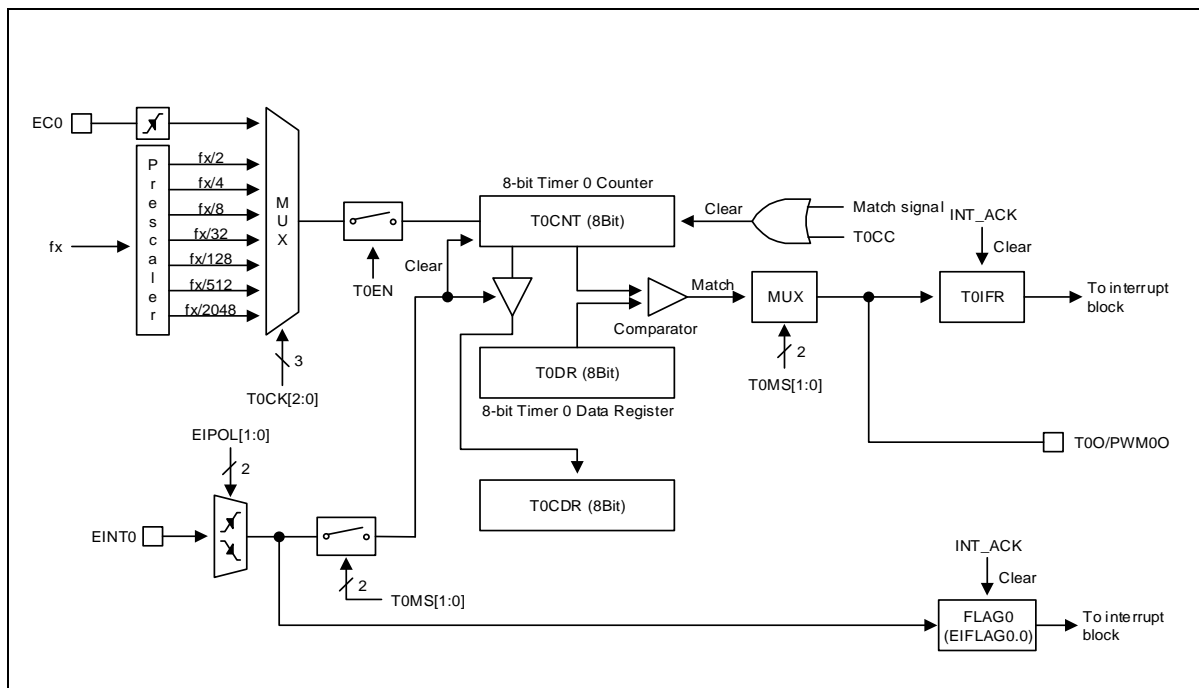 EC0
Prescaler
fx/2
fx/4
fx/8
fx/32
fx/128
fx/512
fx/2048
fx
MUX
3
T0CK[2:0]
T0EN
8-bit Timer 0 Counter
T0CNT (8Bit)
Clear
Clear
Match signal
T0CC
Comparator
Match
T0DR (8Bit)
8-bit Timer 0 Data Register
MUX
2
T0MS[1:0]
INT_ACK
Clear
T0IFR
To interrupt
block
T0O/PWM0O
T0CDR (8Bit)
EIPOL[1:0]
2
EINT0
2
T0MS[1:0]
INT_ACK
Clear
FLAG0
(EIFLAG0.0)
To interrupt
block